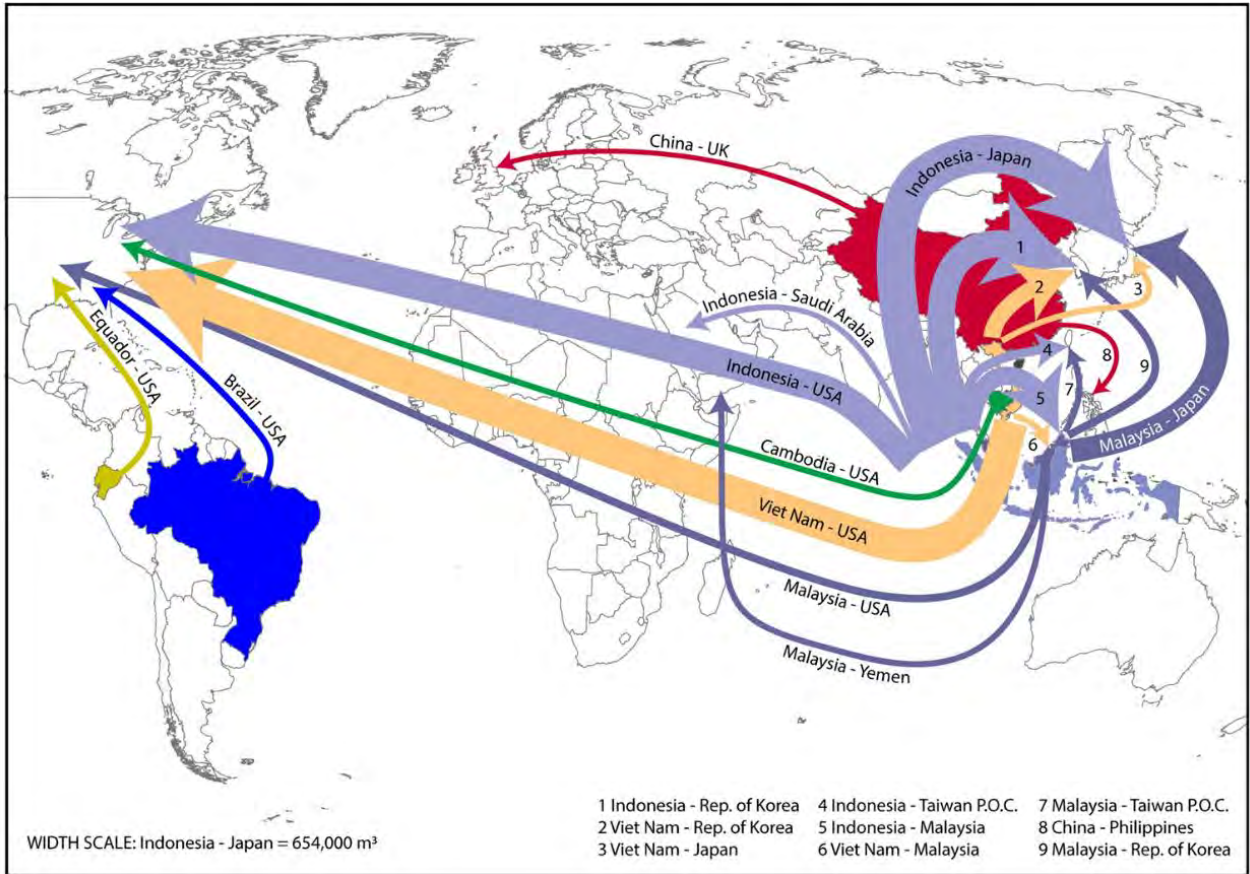 China - UK
Indonesia - Japan
1
2
3
Indonesia - Saudi Arabia
Equador - USA
Brazil - USA
Indonesia - USA
4
8
9
7
5
Malaysia - Japan
6
Cambodia - USA
Viet Nam - USA
Malaysia - USA
Malaysia - Yemen
WIDTH SCALE: Indonesia - Japan = 654,000 m³
1 Indonesia - Rep. of Korea 4 Indonesia - Taiwan P.O.C. 7 Malaysia - Taiwan P.O.C.
2 Viet Nam - Rep. of Korea 5 Indonesia - Malaysia 8 China - Philippines
3 Viet Nam - Japan 6 Viet Nam - Malaysia 9 Malaysia - Rep. of Korea